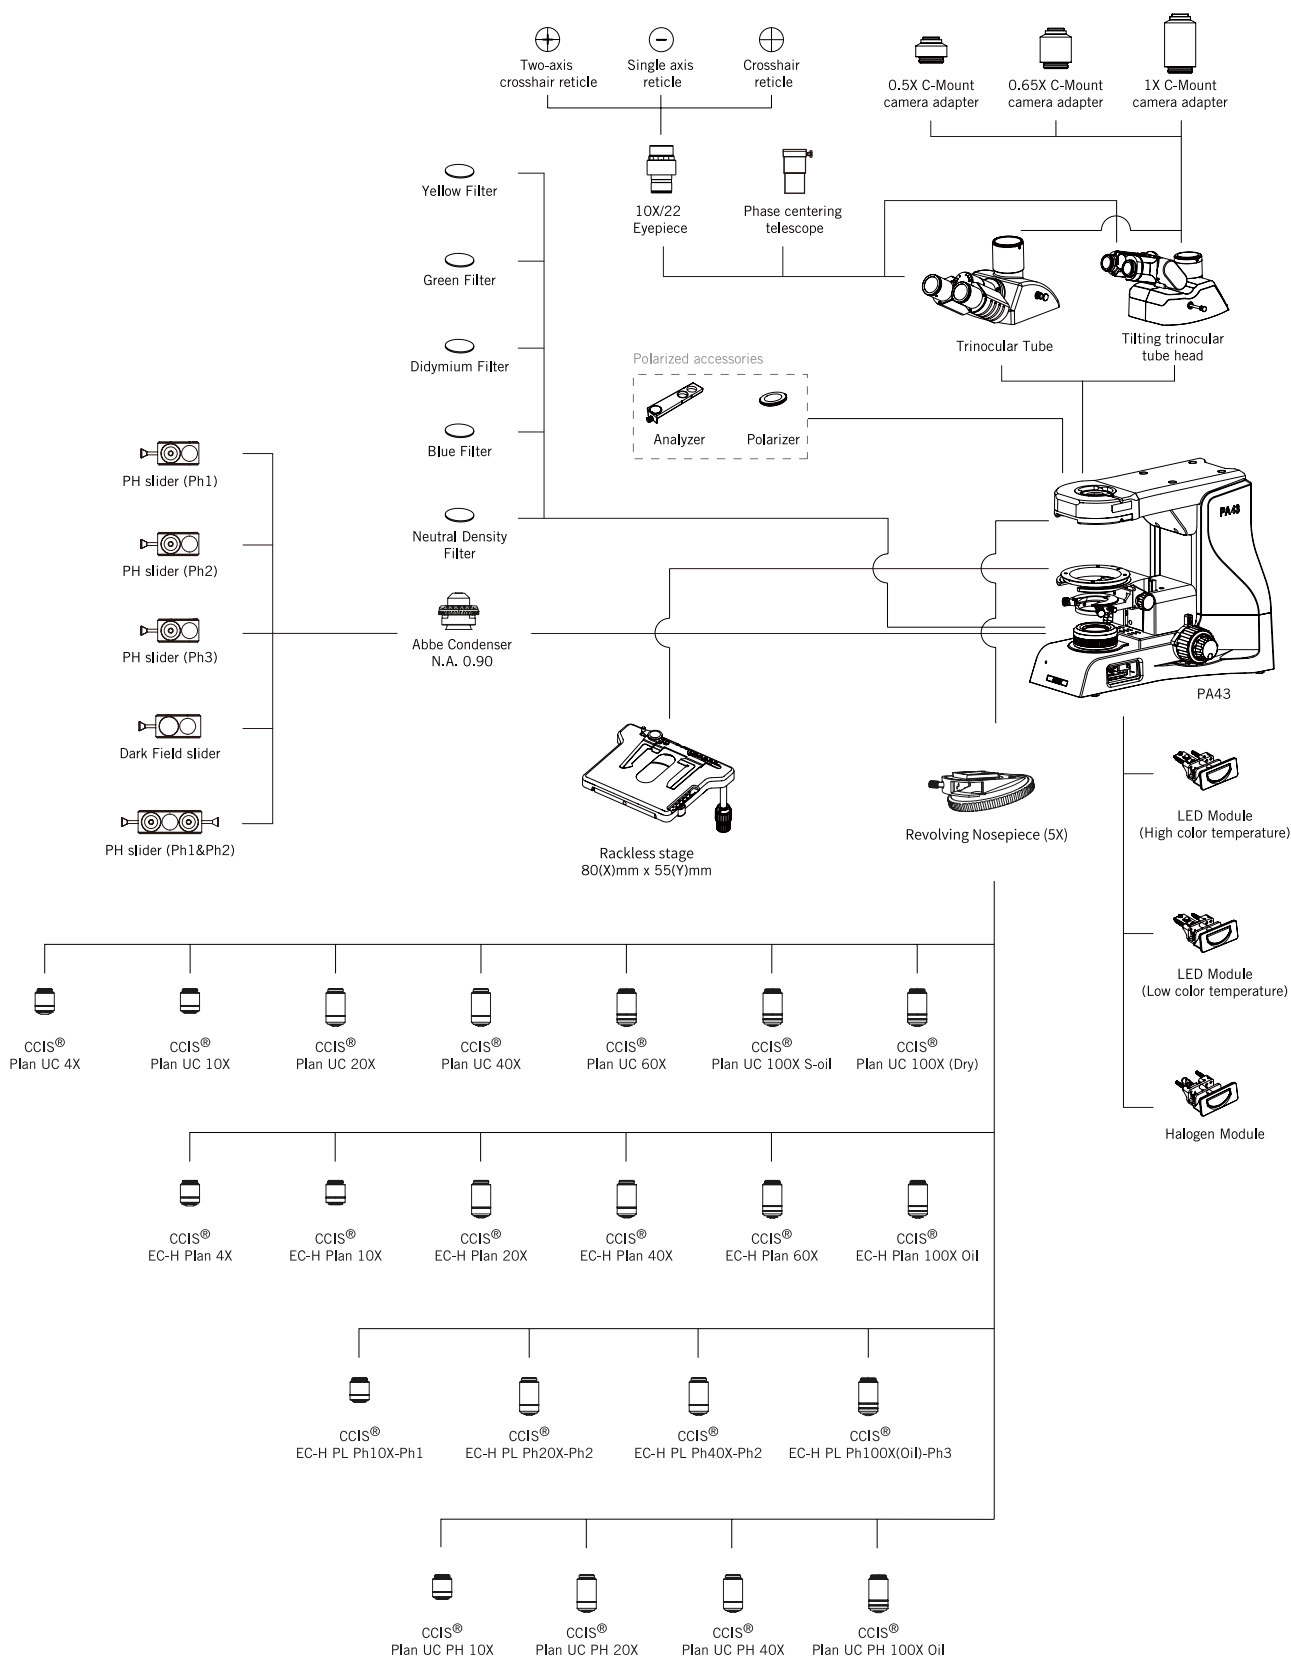 Two-axis
crosshair reticle
Single axis
reticle
Crosshair
reticle
0.5X C-Mount
camera adapter
0.65X C-Mount
camera adapter
1X C-Mount
camera adapter
Yellow Filter
10X/22
Eyepiece
Phase centering
telescope
Green Filter
Trinocular Tube
Tilting trinocular
tube head
Didymium Filter
Polarized accessories
Analyzer
Polarizer
Blue Filter
PH slider (Ph1)
PA43
Neutral Density
Filter
PH slider (Ph2)
Abbe Condenser
N.A. 0.90
PH slider (Ph3)
PA43
Dark Field slider
LED Module
(High color temperature)
PH slider (Ph1&Ph2)
Rackless stage
80(X)mm x 55(Y)mm
Revolving Nosepiece (5X)
LED Module
(Low color temperature)
CCIS®
Plan UC 4X
CCIS®
Plan UC 10X
CCIS®
Plan UC 20X
CCIS®
Plan UC 40X
CCIS®
Plan UC 60X
CCIS®
Plan UC 100X S-oil
CCIS®
Plan UC 100X (Dry)
Halogen Module
CCIS®
EC-H Plan 4X
CCIS®
EC-H Plan 10X
CCIS®
EC-H Plan 20X
CCIS®
EC-H Plan 40X
CCIS®
EC-H Plan 60X
CCIS®
EC-H Plan 100X Oil
CCIS®
EC-H PL Ph10X-Ph1
CCIS®
EC-H PL Ph20X-Ph2
CCIS®
EC-H PL Ph40X-Ph2
CCIS®
EC-H PL Ph100X(Oil)-Ph3
CCIS®
Plan UC PH 10X
CCIS®
Plan UC PH 20X
CCIS®
Plan UC PH 40X
CCIS®
Plan UC PH 100X Oil